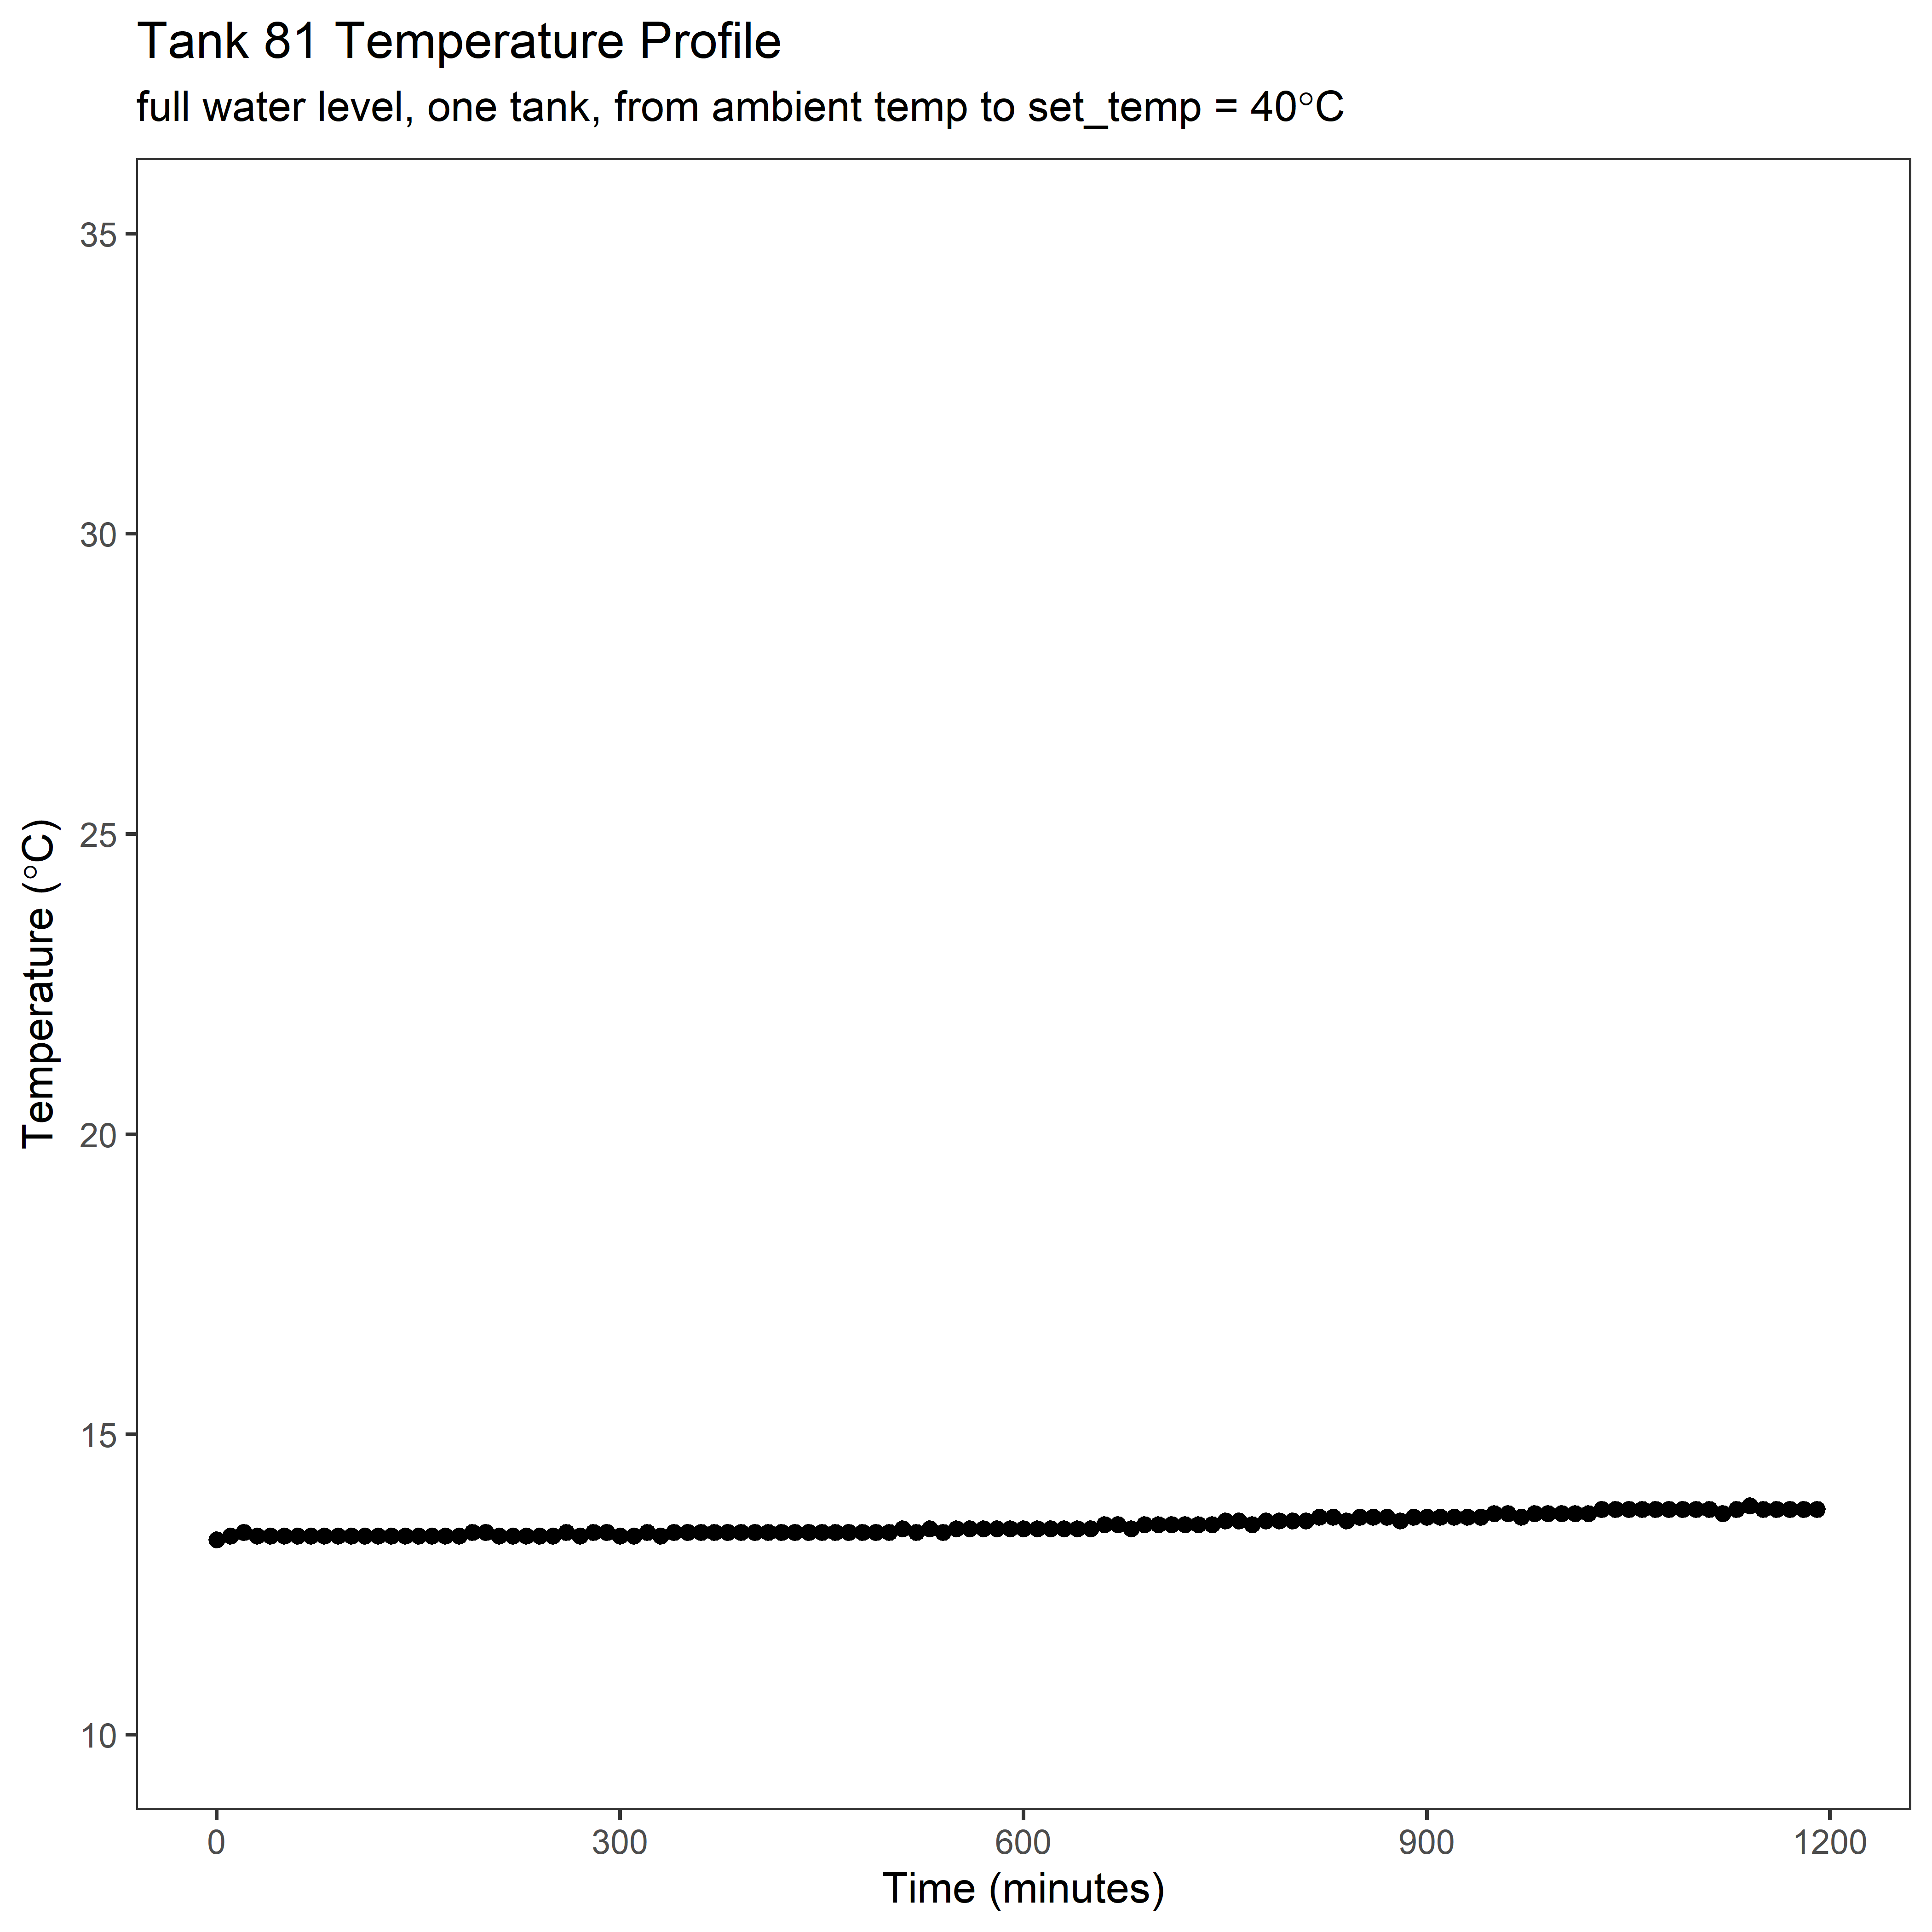 Tank 81 Temperature Profile
full water level, one tank, from ambient temp to set_temp = 40°C
Temperature (°C)
35
30
25
20
15
10
0 300 600 900 1200
Time (minutes)